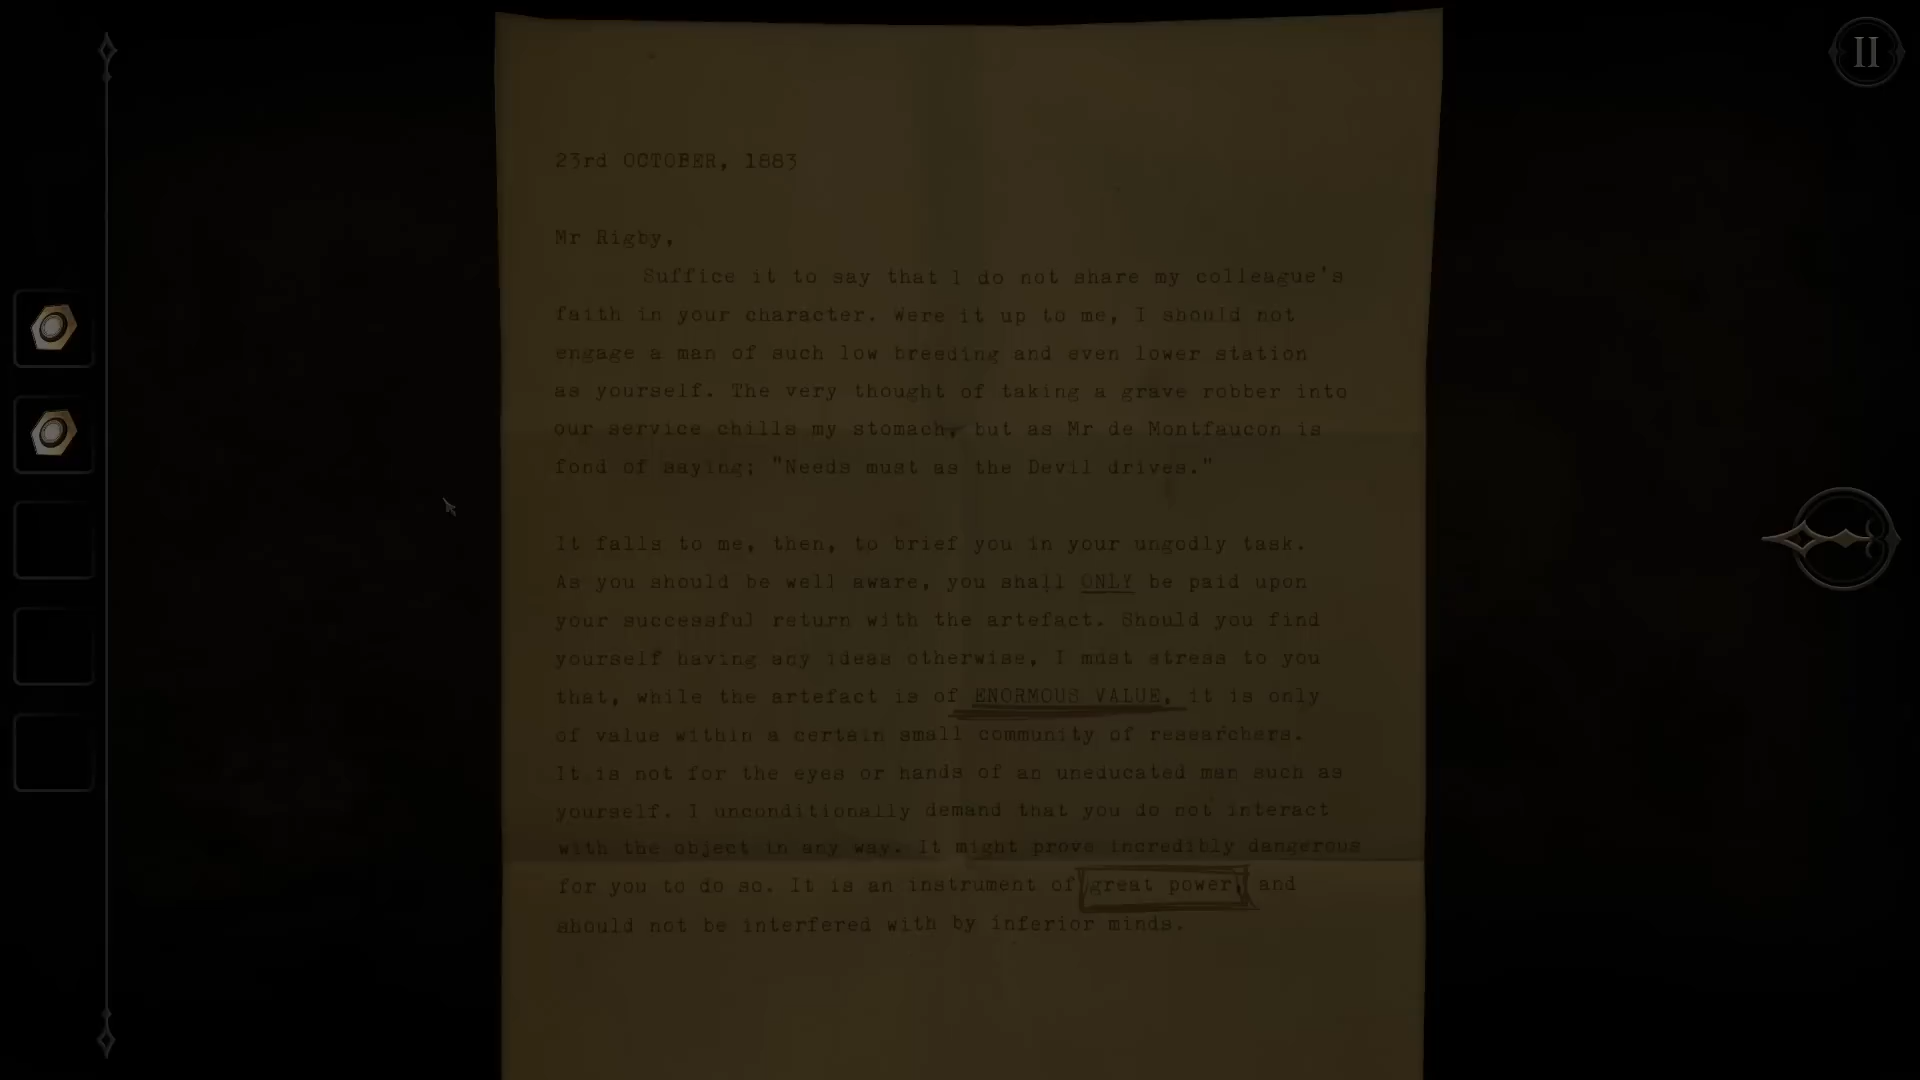 II
23rd OCTOBER, 1883
Mr Rigby,
Suffice it to say that I do not share my colleague's
faith in your character. Were it up to me, I should not
engage a man of such low breeding and even lower station
as yourself. The very thought of taking a grave robber into
our service chills my stomach, but as Mr de Montfaucon is
fond of saying; "Needs must as the Devil drives."
It falls to me, then, to brief you in your ungodly task.
As you should be well aware, you shall ONLY be paid upon
your successful return with the artefact. Should you find
yourself having any ideas otherwise, I must stress to you
that, while the artefact is of ENORMOUS VALUE, it is only
of value within a certain small community of researchers.
It is not for the eyes or hands of an uneducated man such as
yourself. I unconditionally demand that you do not interact
with the object in any way. It might prove incredibly dangerous
for you to do so. It is an instrument of great power, and
should not be interfered with by inferior minds.